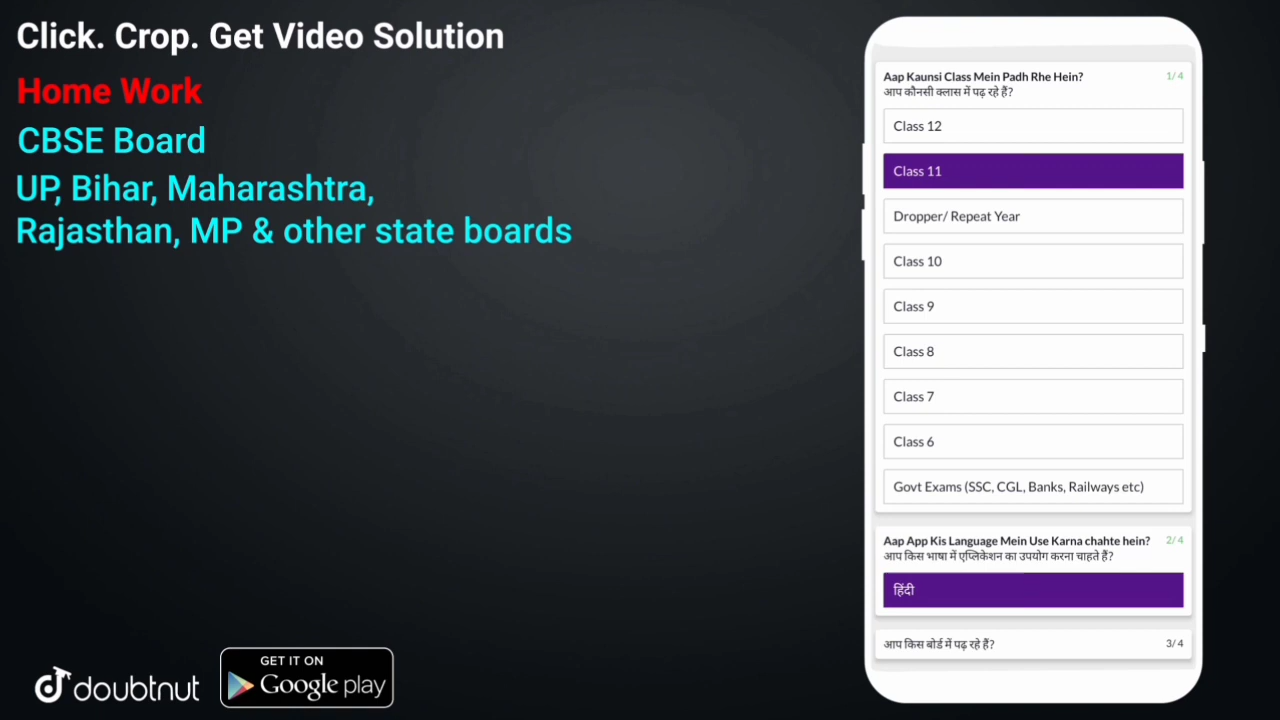 Click. Crop. Get Video Solution
Home Work
CBSE Board
UP, Bihar, Maharashtra,
Rajasthan, MP & other state boards
doubtnut
GET IT ON
Google play
Aap Kaunsi Class Mein Padh Rhe Hein? 1/4
आप कौनसी क्लास में पढ़ रहे हैं?
Class 12
Class 11
Dropper/ Repeat Year
Class 10
Class 9
Class 8
Class 7
Class 6
Govt Exams (SSC, CGL, Banks, Railways etc)
Aap App Kis Language Mein Use Karna chahte hein? 2/4
आप किस भाषा में एप्लिकेशन का उपयोग करना चाहते हैं?
हिंदी
आप किस बोर्ड में पढ़ रहे हैं? 3/4